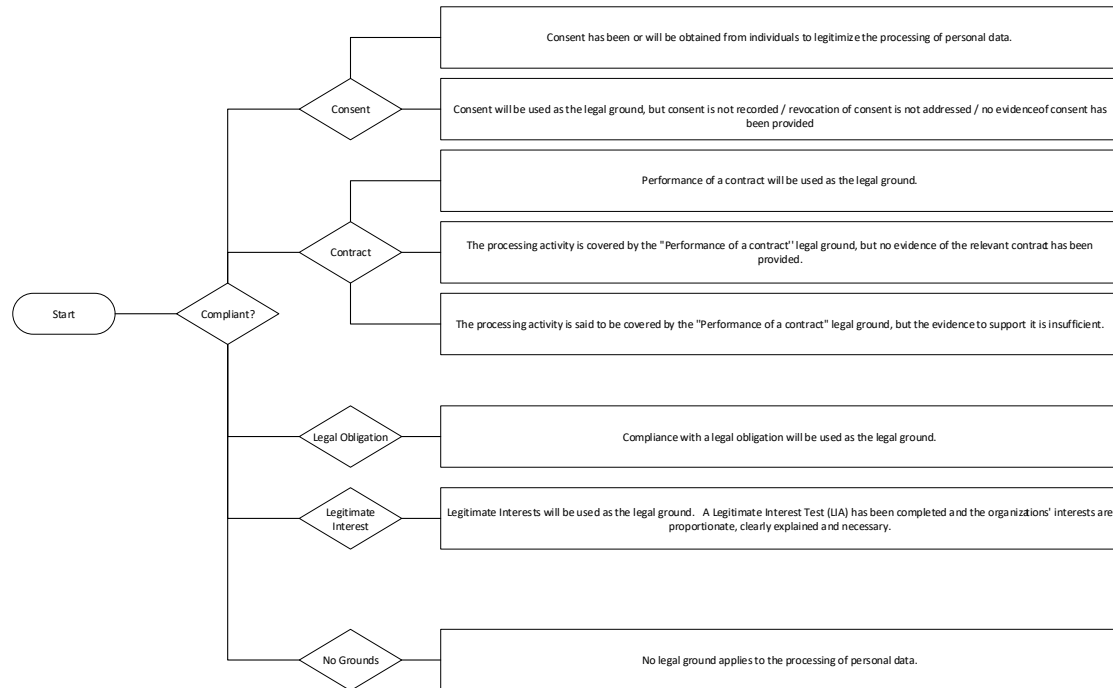 Consent has been or will be obtained from individuals to legitimize the processing of personal data.
Consent
Consent will be used as the legal ground, but consent is not recorded / revocation of consent is not addressed / no evidenceof consent has
been provided
Performance of a contract will be used as the legal ground.
Contract
The processing activity is covered by the "Performance of a contract'' legal ground, but no evidence of the relevant contract has been
provided.
Start
Compliant?
The processing activity is said to be covered by the "Performance of a contract" legal ground, but the evidence to support it is insufficient.
Legal Obligation
Compliance with a legal obligation will be used as the legal ground.
Legitimate
Interest
Legitimate Interests will be used as the legal ground. A Legitimate Interest Test (LIA) has been completed and the organizations' interests are
proportionate, clearly explained and necessary.
No Grounds
No legal ground applies to the processing of personal data.